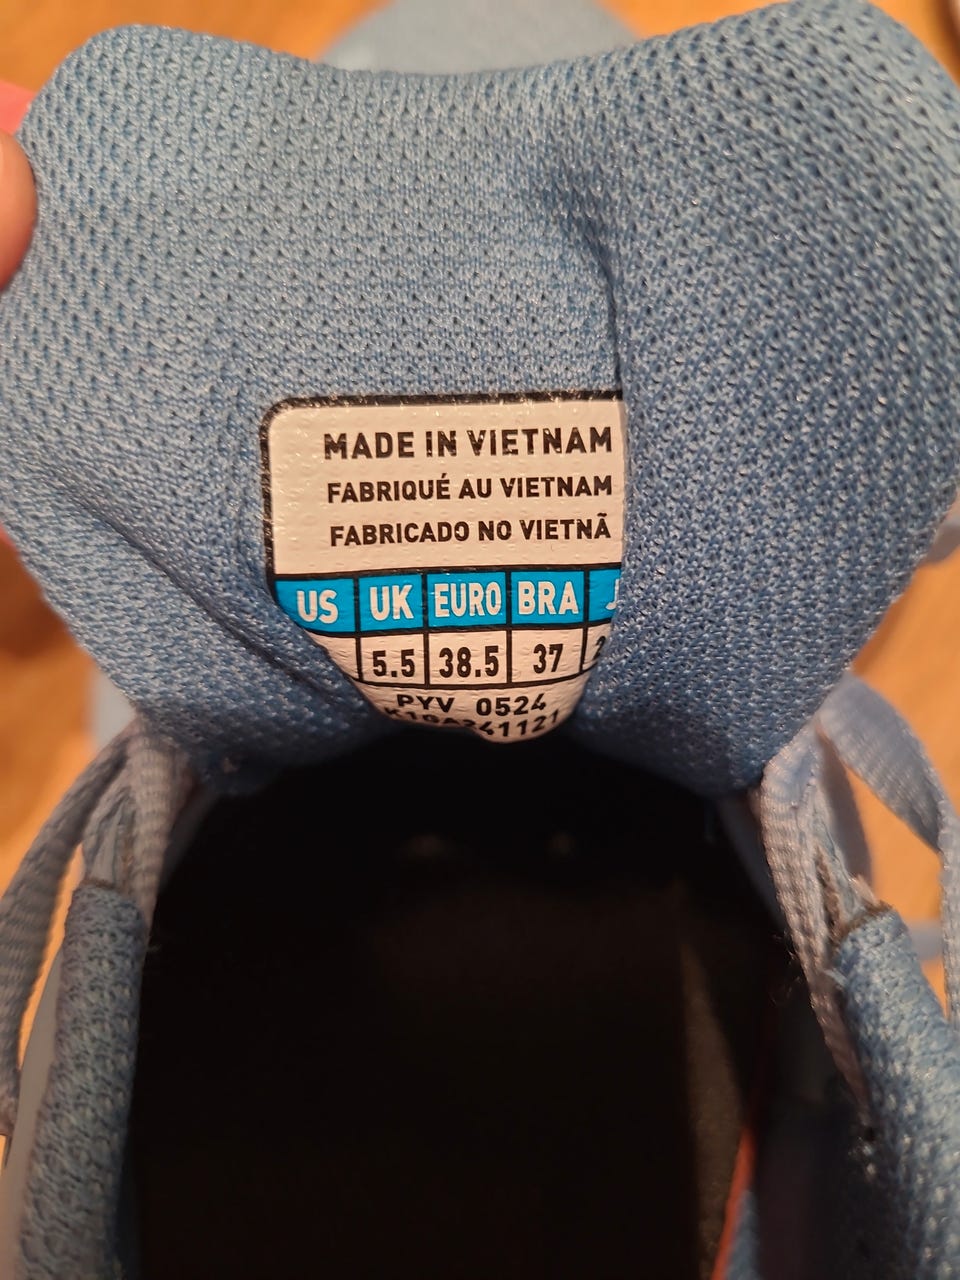 MADE IN VIETNAM
FABRIQUÉ AU VIETNAM
FABRICADO NO VIETNÃ
US UK EURO BRA
5.5 38.5 37
PYV 0524